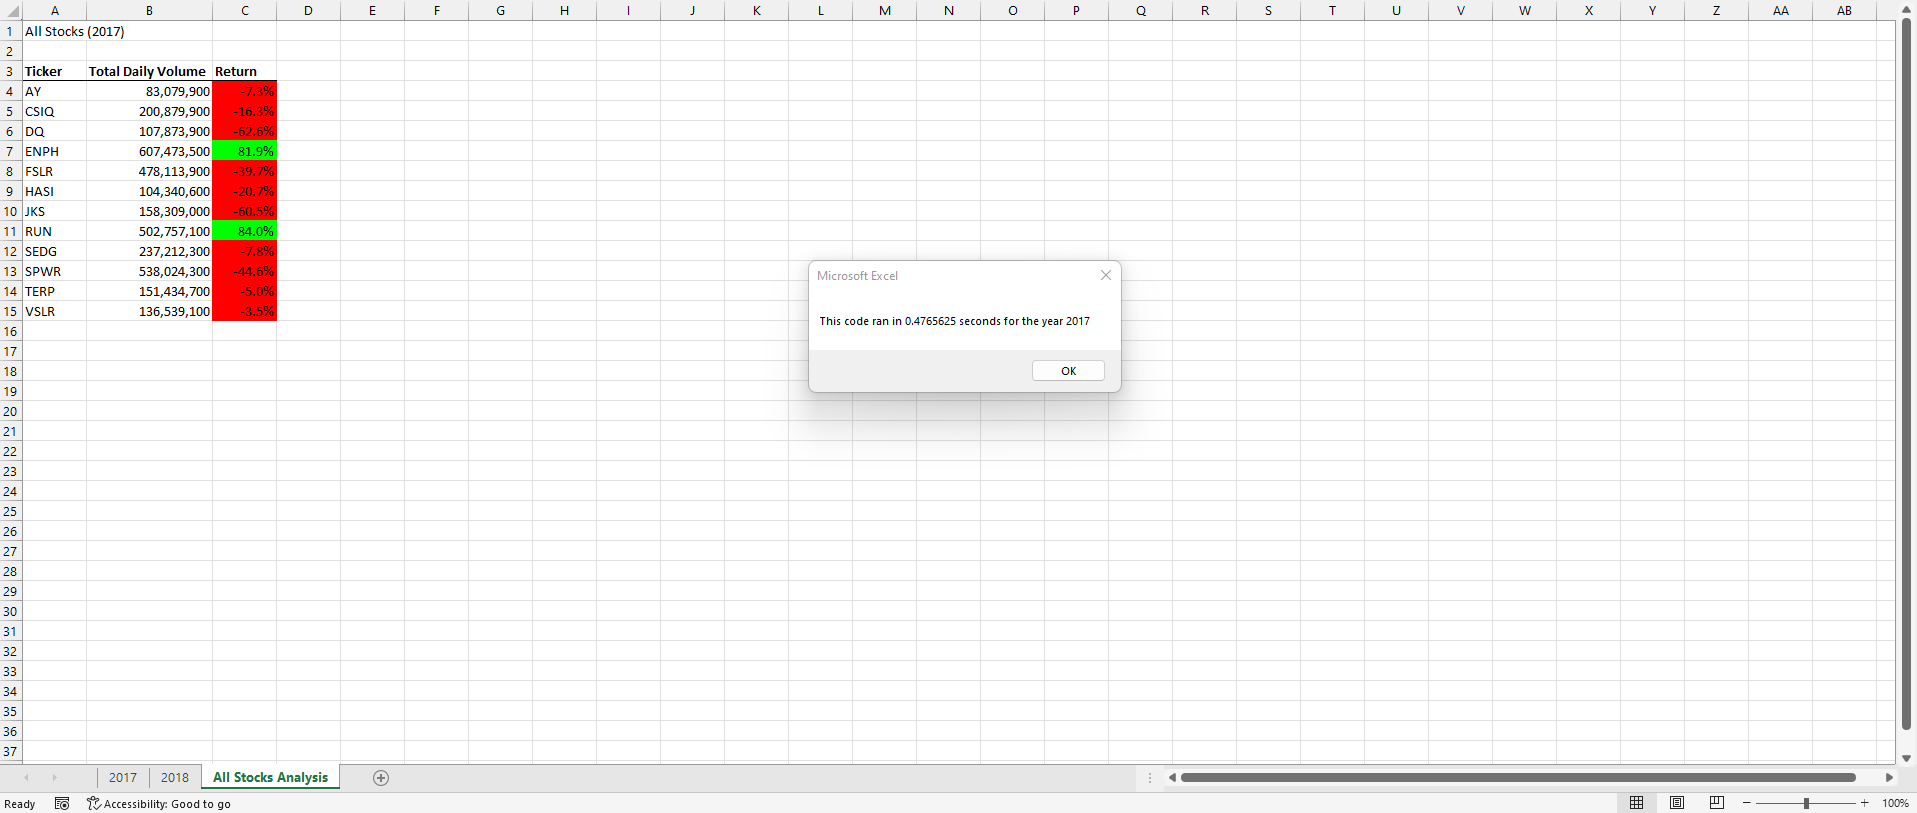 A B C D E F G H I J K L M N O P Q R S T U V W X Y Z AA AB
1 All Stocks (2017)
2
3 Ticker Total Daily Volume Return
4 AY 83,079,900 -7.3%
5 CSIQ 200,879,900 -16.3%
6 DQ 107,873,900 -62.6%
7 ENPH 607,473,500 81.9%
8 FSLR 478,113,900 -39.7%
9 HASI 104,340,600 -20.7%
10 JKS 158,309,000 -60.5%
11 RUN 502,757,100 84.0%
12 SEDG 237,212,300 -7.8%
13 SPWR 538,024,300 -44.6%
14 TERP 151,434,700 -5.0%
15 VSLR 136,539,100 -3.5%
16
17
18
19
20
21
22
23
24
25
26
27
28
29
30
31
32
33
34
35
36
37
Microsoft Excel
This code ran in 0.4765625 seconds for the year 2017
OK
2017 2018 All Stocks Analysis
Ready Accessibility: Good to go 100%